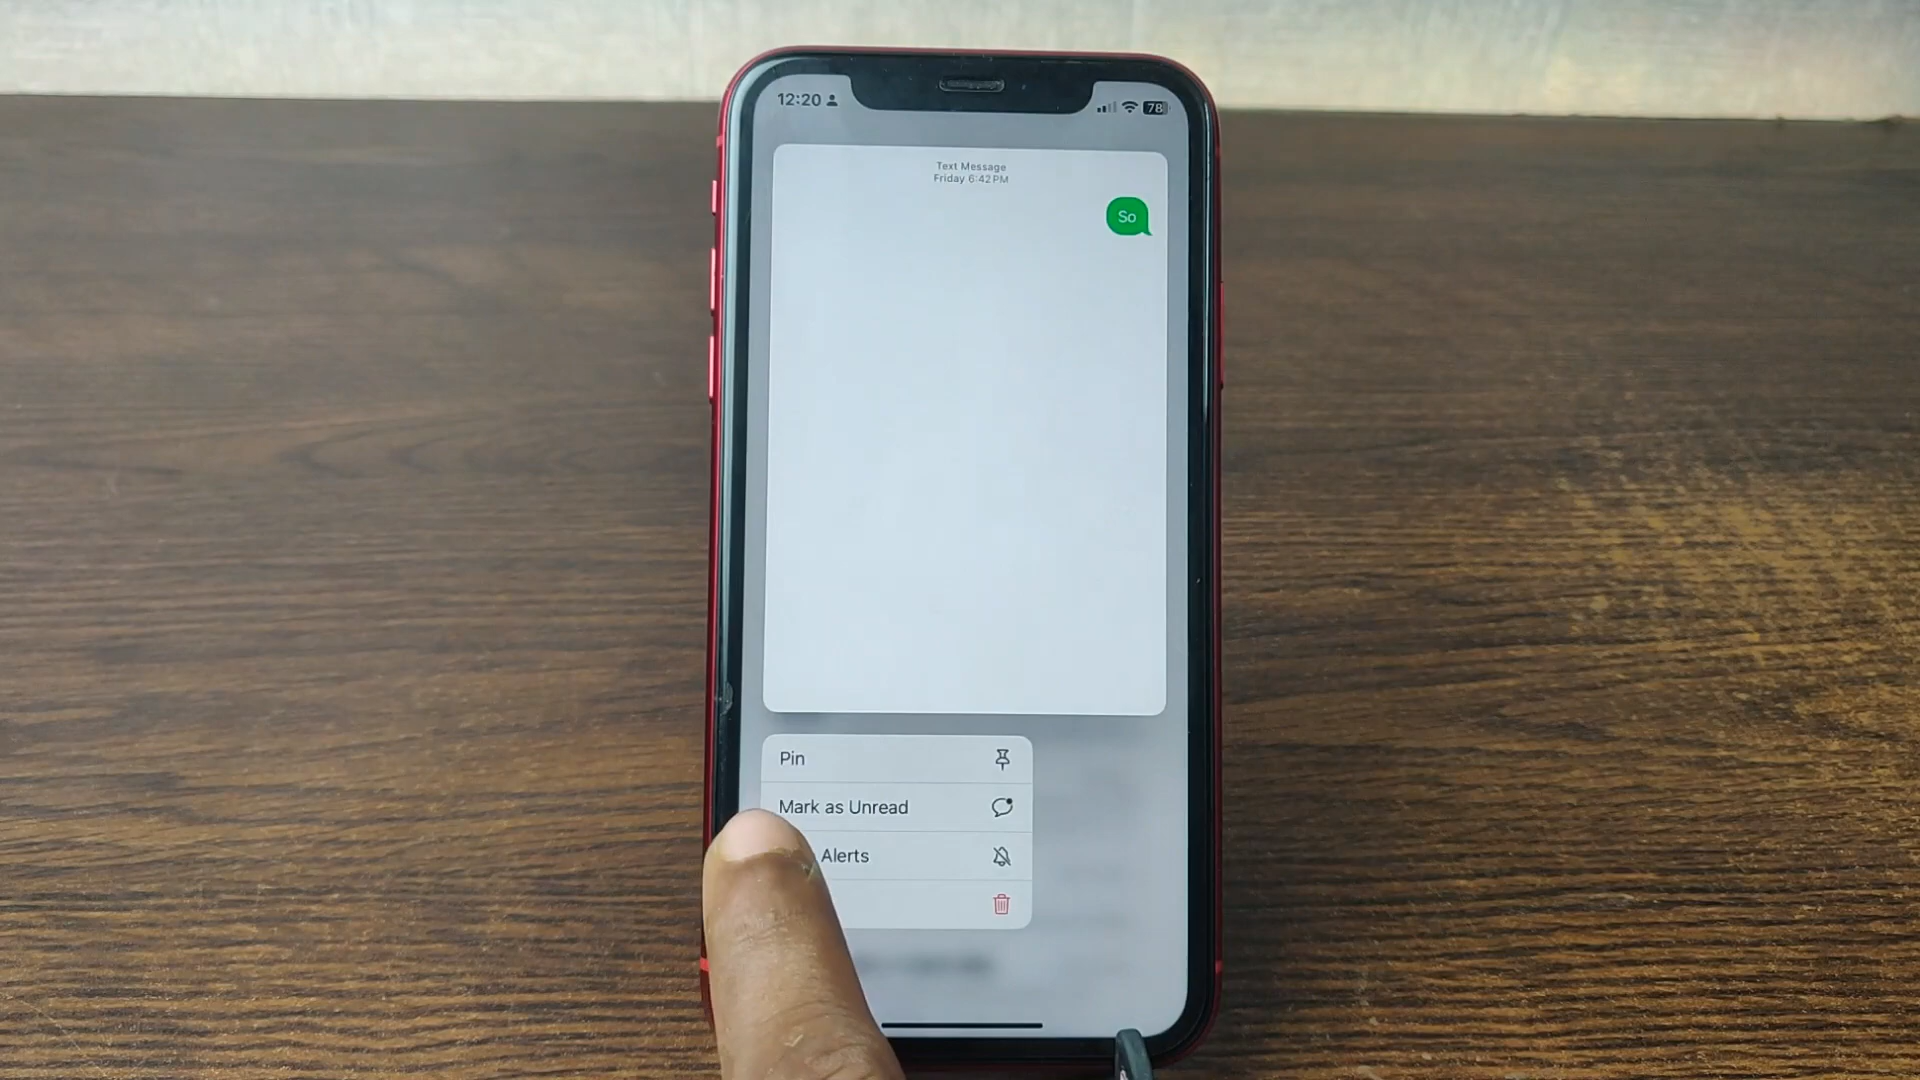 12:20
78
Text Message
Friday 6:42 PM
So
Pin
Mark as Unread
Alerts